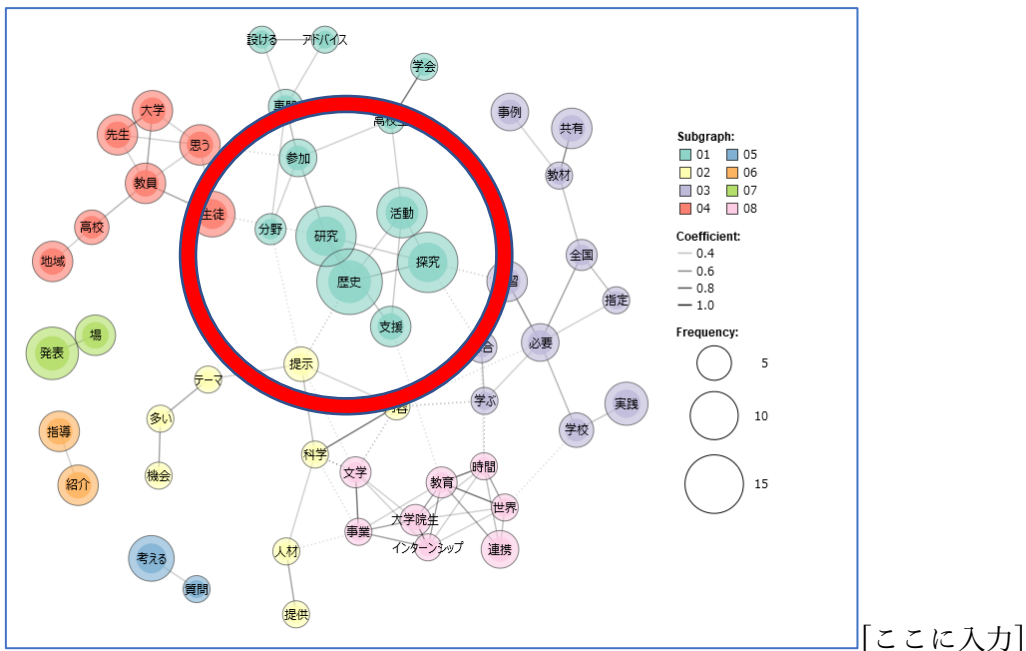 設ける
アドバイス
学会
大学
先生
思う
教員
高校
地域
生徒
参加
分野
研究
活動
探究
歴史
支援
事例
共有
教材
全国
指定
必要
学ぶ
実践
学校
発表
場
提示
テーマ
多い
機会
指導
紹介
科学
文学
教育
時間
世界
大学院生
事業
インターンシップ
連携
考える
質問
人材
提供
Subgraph:
01 05
02 06
03 07
04 08
Coefficient:
0.4
0.6
0.8
1.0
Frequency:
5
10
15
[ここに入力]